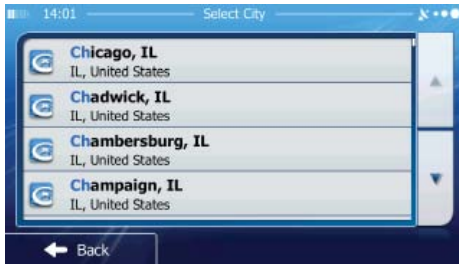 14:01 Select City
Chicago, IL
IL, United States
Chadwick, IL
IL, United States
Chambersburg, IL
IL, United States
Champaign, IL
IL, United States
Back